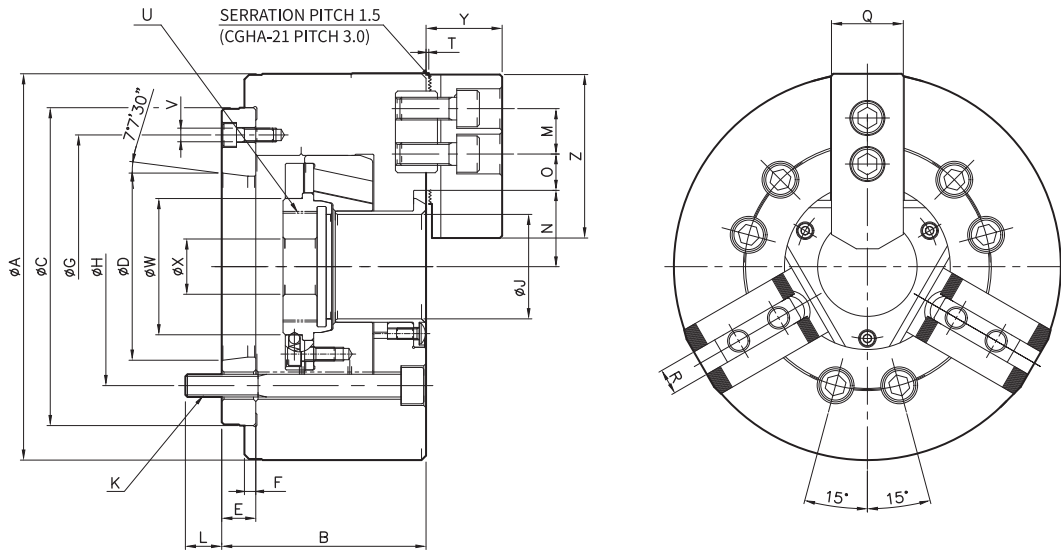 U
SERRATION PITCH 1.5
(CGHA-21 PITCH 3.0)
Y
T
Q
7°7'30"
V
M
O
Z
N
øA
øC
øG
øH
øD
øW
øX
øJ
R
K
F
E
L
B
15°
15°